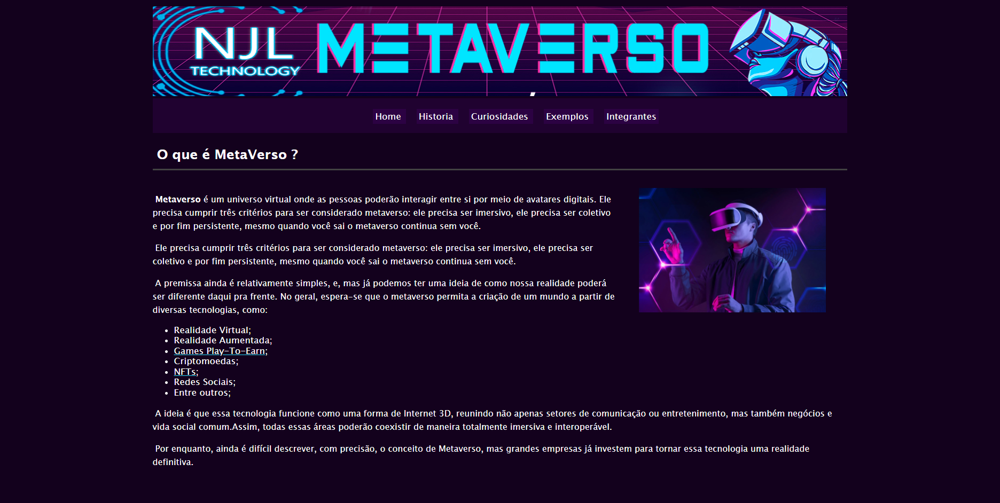 NJL
TECHNOLOGY
METAVERSO
Home Historia Curiosidades Exemplos Integrantes
O que é MetaVerso ?
Metaverso é um universo virtual onde as pessoas poderão interagir entre si por meio de avatares digitais. Ele
precisa cumprir três critérios para ser considerado metaverso: ele precisa ser imersivo, ele precisa ser coletivo
e por fim persistente, mesmo quando você sai o metaverso continua sem você.
Ele precisa cumprir três critérios para ser considerado metaverso: ele precisa ser imersivo, ele precisa ser
coletivo e por fim persistente, mesmo quando você sai o metaverso continua sem você.
A premissa ainda é relativamente simples, e, mas já podemos ter uma ideia de como nossa realidade poderá
ser diferente daqui pra frente. No geral, espera-se que o metaverso permita a criação de um mundo a partir de
diversas tecnologias, como:
• Realidade Virtual;
• Realidade Aumentada;
• Games Play-To-Earn;
• Criptomoedas;
• NFTs;
• Redes Sociais;
• Entre outros;
A ideia é que essa tecnologia funcione como uma forma de Internet 3D, reunindo não apenas setores de comunicação ou entretenimento, mas também negócios e
vida social comum.Assim, todas essas áreas poderão coexistir de maneira totalmente imersiva e interoperável.
Por enquanto, ainda é difícil descrever, com precisão, o conceito de Metaverso, mas grandes empresas já investem para tornar essa tecnologia uma realidade
definitiva.